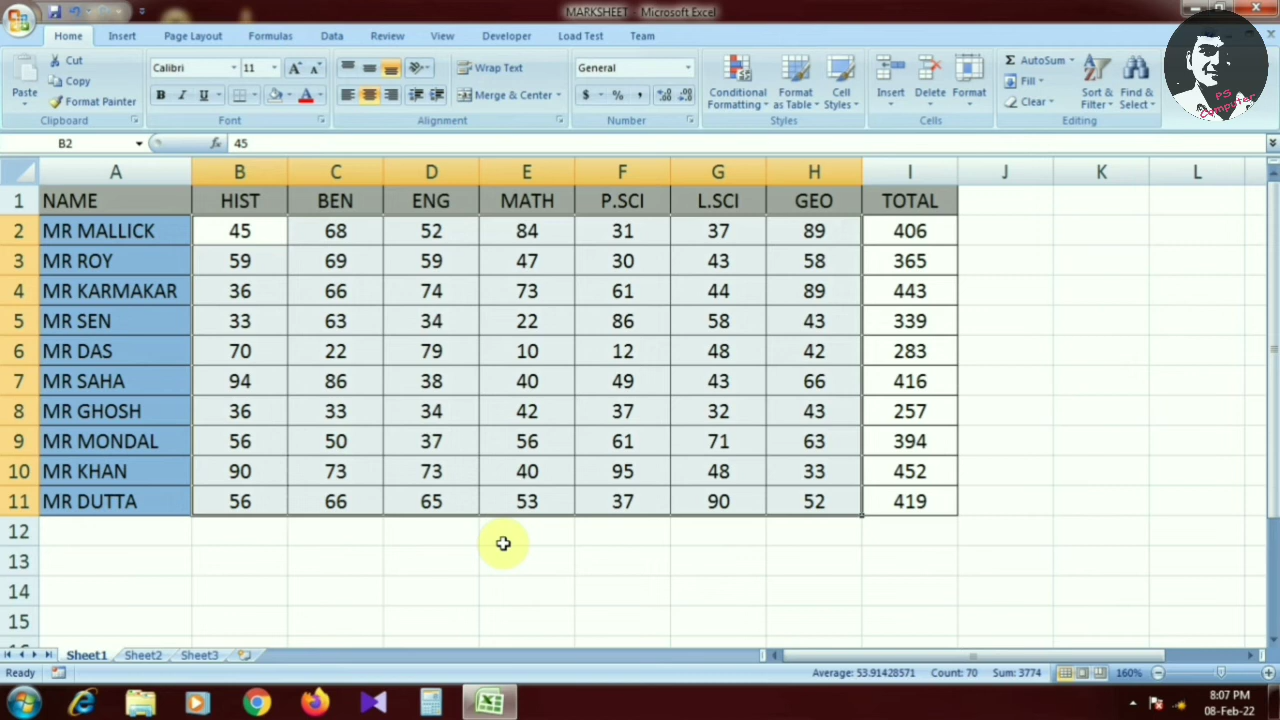 MARKSHEET - Microsoft Excel
Home Insert Page Layout Formulas Data Review View Developer Load Test Team
Cut
Copy
Format Painter
Paste
Clipboard
Calibri 11
B I U
Font
Wrap Text
Merge & Center
Alignment
General
$ % ,
Number
Conditional Formatting
Format as Table
Cell Styles
Styles
Insert Delete Format
Cells
Σ AutoSum
Fill
Clear
Sort & Filter
Find & Select
Editing
PS
Computer
B2 fx 45
A B C D E F G H I J K L
1 NAME HIST BEN ENG MATH P.SCI L.SCI GEO TOTAL
2 MR MALLICK 45 68 52 84 31 37 89 406
3 MR ROY 59 69 59 47 30 43 58 365
4 MR KARMAKAR 36 66 74 73 61 44 89 443
5 MR SEN 33 63 34 22 86 58 43 339
6 MR DAS 70 22 79 10 12 48 42 283
7 MR SAHA 94 86 38 40 49 43 66 416
8 MR GHOSH 36 33 34 42 37 32 43 257
9 MR MONDAL 56 50 37 56 61 71 63 394
10 MR KHAN 90 73 73 40 95 48 33 452
11 MR DUTTA 56 66 65 53 37 90 52 419
12
13
14
15
Sheet1 Sheet2 Sheet3
Ready Average: 53.91428571 Count: 70 Sum: 3774 160%
8:07 PM
08-Feb-22